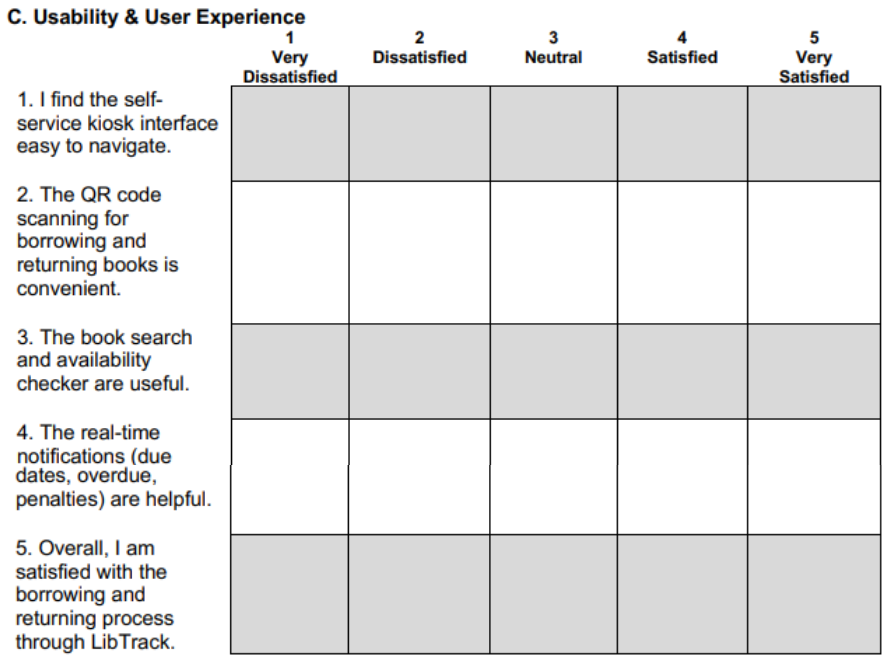 C. Usability & User Experience
1 2 3 4 5
Very Dissatisfied Neutral Satisfied Very
Dissatisfied Satisfied
1. I find the self-
service kiosk interface
easy to navigate.
2. The QR code
scanning for
borrowing and
returning books is
convenient.
3. The book search
and availability
checker are useful.
4. The real-time
notifications (due
dates, overdue,
penalties) are helpful.
5. Overall, I am
satisfied with the
borrowing and
returning process
through LibTrack.